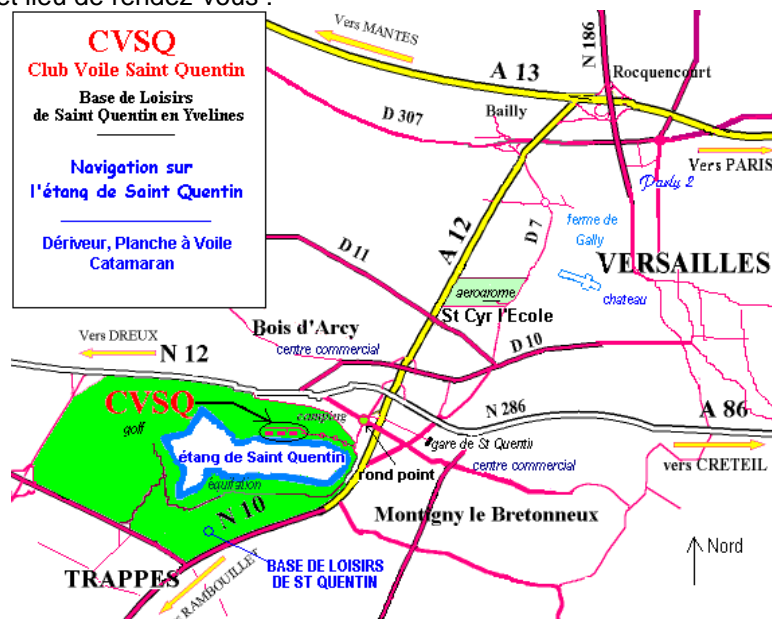 et lieu de rendez-vous :
CVSQ
Club Voile Saint Quentin
Base de Loisirs
de Saint Quentin en Yvelines
Navigation sur
l'étang de Saint Quentin
Dériveur, Planche à Voile
Catamaran
Vers MANTES
A 13
N 186
Rocquencourt
D 307
Bailly
Vers PARIS
Parly 2
D 7
ferme de
Gally
A 12
D 11
VERSAILLES
chateau
aeroarome
St Cyr l'Ecole
Bois d'Arcy
centre commercial
D 10
Vers DREUX
N 12
CVSQ
camping
golf
N 286
A 86
gare de St Quentin
étang de Saint Quentin
rond point
centre commercial
vers CRETEIL
équitation
N 10
Montigny le Bretonneux
Nord
BASE DE LOISIRS
DE ST QUENTIN
TRAPPES
RAMBOUILLET